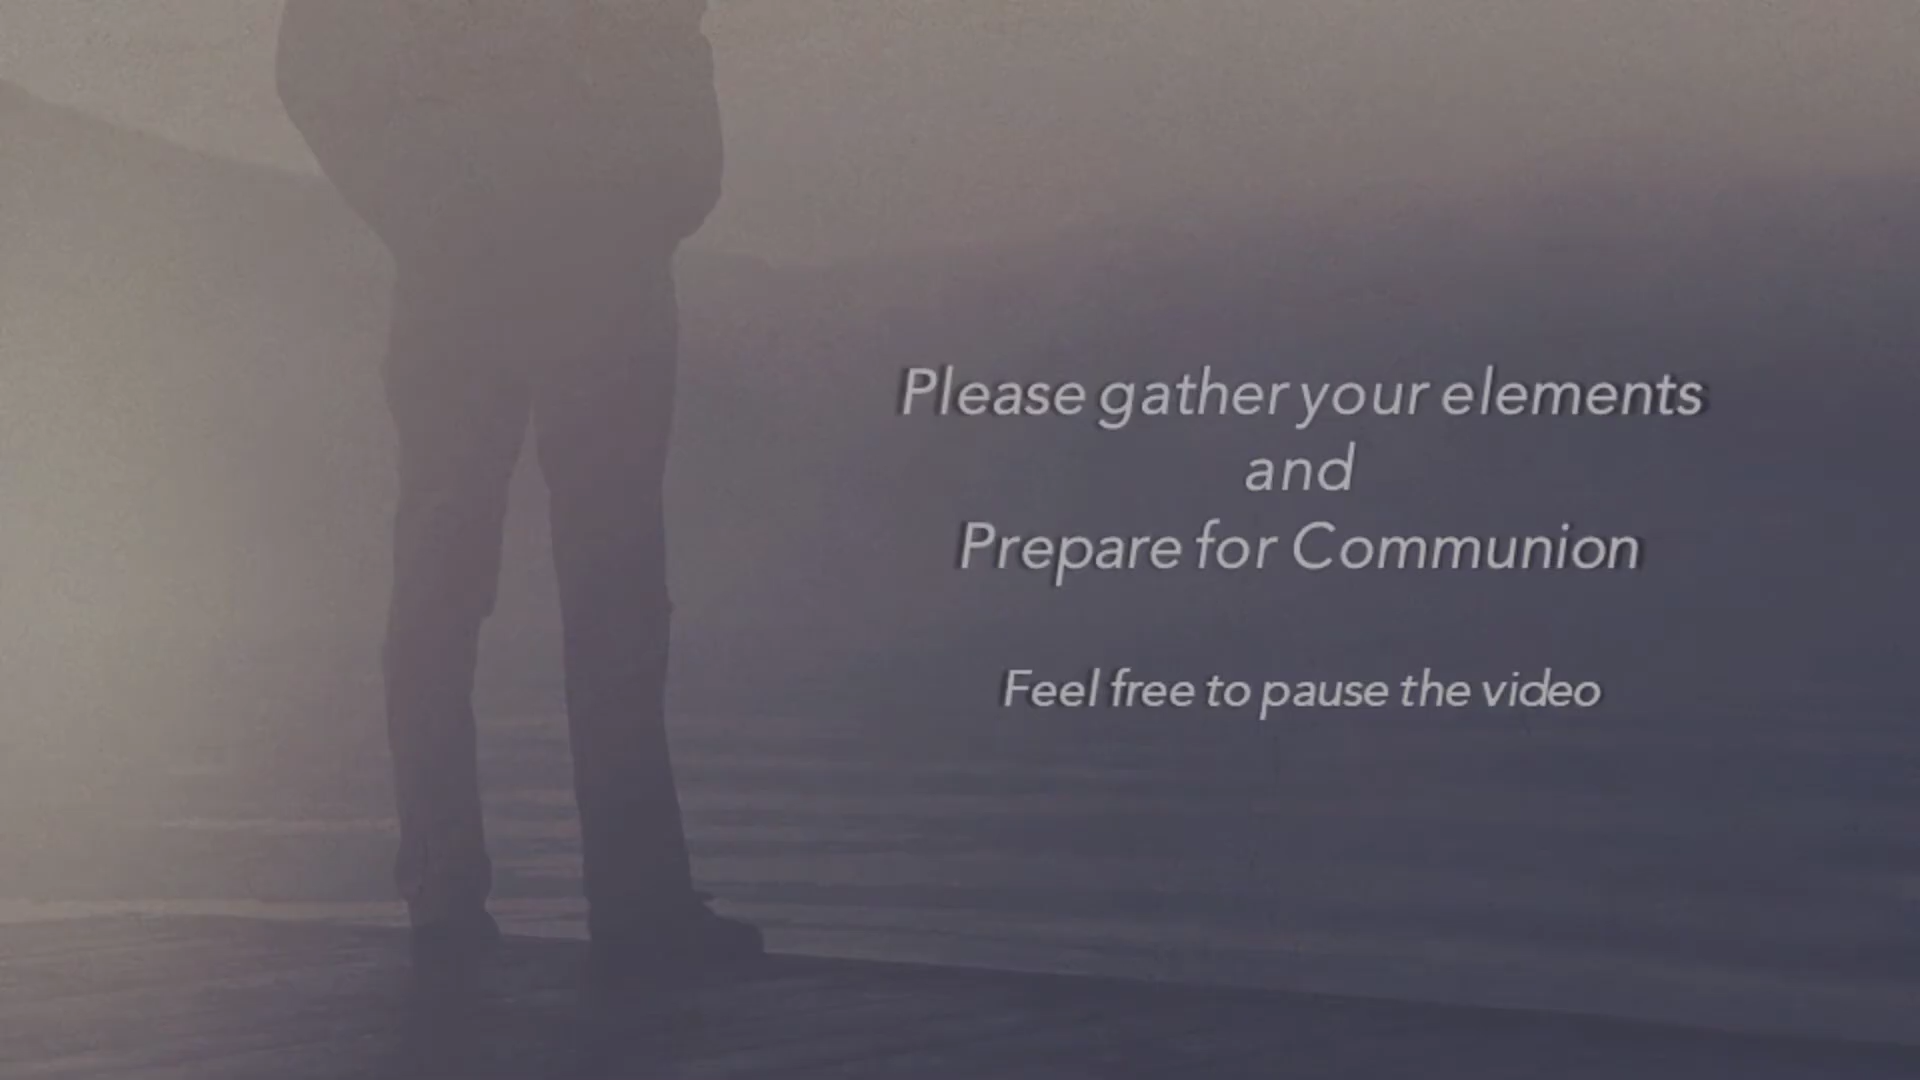 Please gather your elements
and
Prepare for Communion
Feel free to pause the video